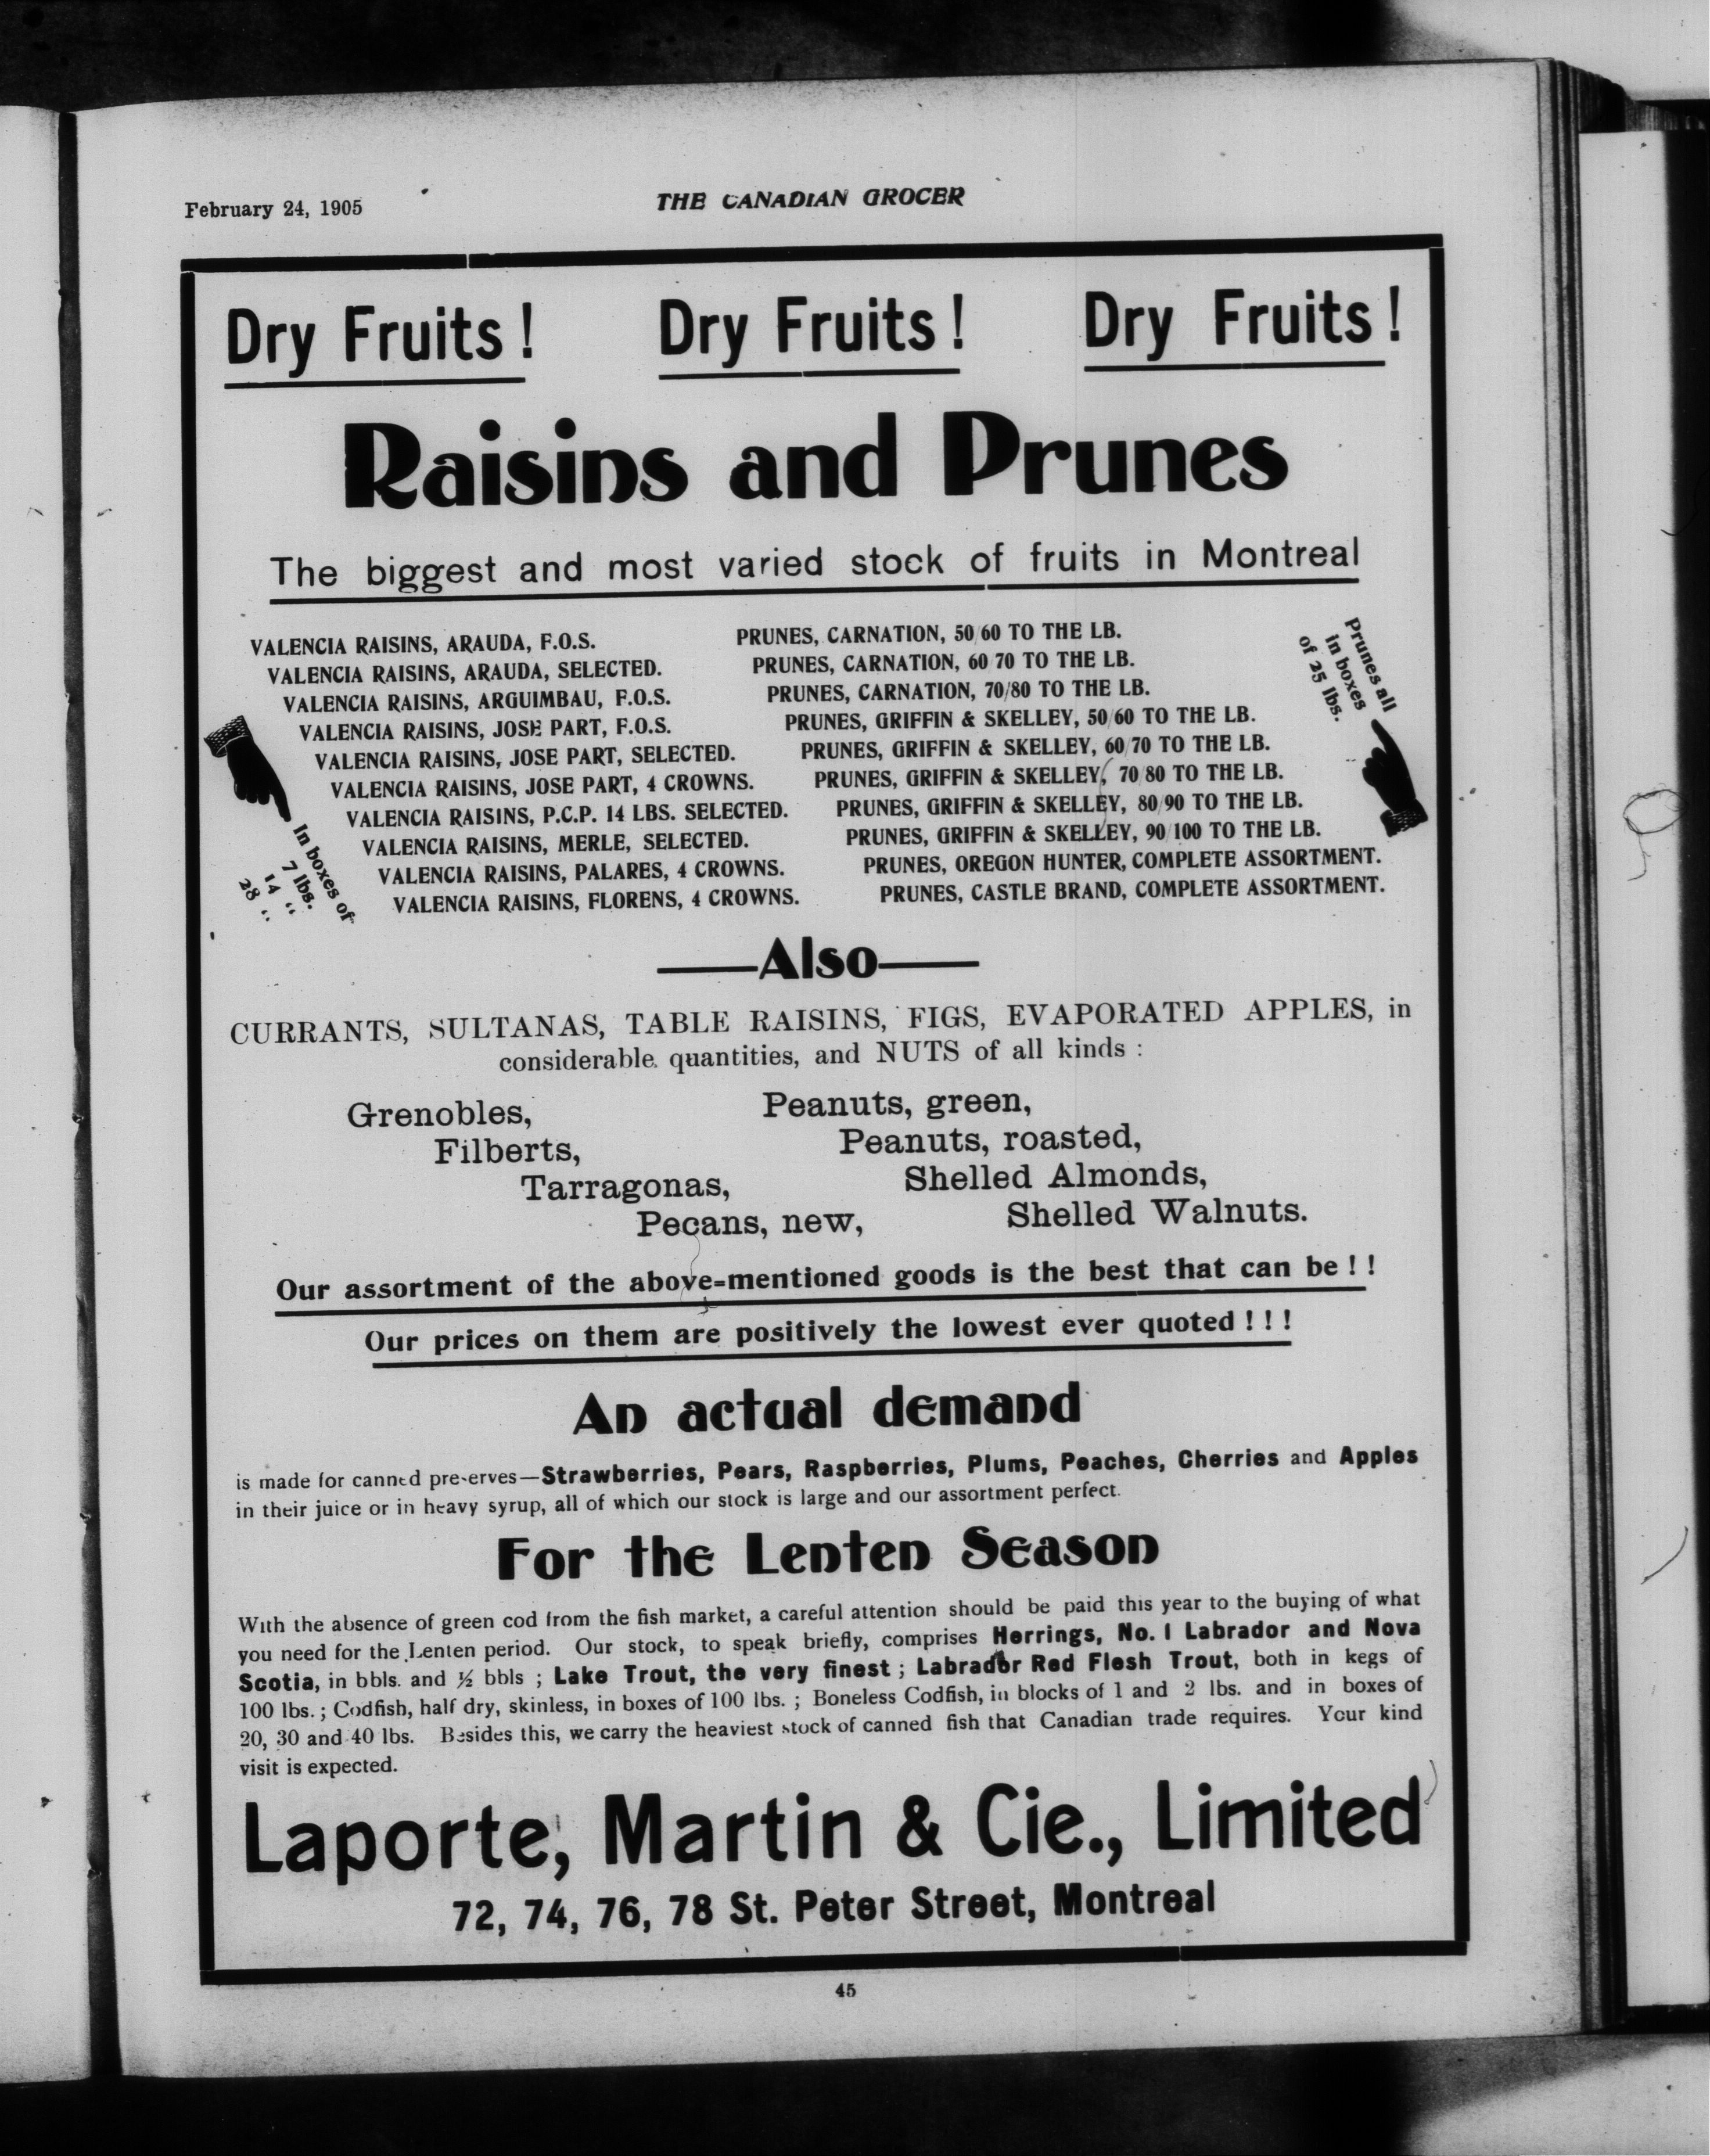 February 24, 1905
THE CANADIAN GROCER
Dry Fruits! Dry Fruits! Dry Fruits!
Raisins and Prunes
The biggest and most varied stock of fruits in Montreal
VALENCIA RAISINS, ARAUDA, F.O.S.
VALENCIA RAISINS, ARAUDA, SELECTED.
VALENCIA RAISINS, ARGUIMBAU, F.O.S.
VALENCIA RAISINS, JOSE PART, F.O.S.
VALENCIA RAISINS, JOSE PART, SELECTED.
VALENCIA RAISINS, JOSE PART, 4 CROWNS.
VALENCIA RAISINS, P.C.P. 14 LBS. SELECTED.
VALENCIA RAISINS, MERLE, SELECTED.
VALENCIA RAISINS, PALARES, 4 CROWNS.
VALENCIA RAISINS, FLORENS, 4 CROWNS.
In boxes of
7 lbs.
14 "
28 "
PRUNES, CARNATION, 50/60 TO THE LB.
PRUNES, CARNATION, 60/70 TO THE LB.
PRUNES, CARNATION, 70/80 TO THE LB.
PRUNES, GRIFFIN & SKELLEY, 50/60 TO THE LB.
PRUNES, GRIFFIN & SKELLEY, 60/70 TO THE LB.
PRUNES, GRIFFIN & SKELLEY, 70/80 TO THE LB.
PRUNES, GRIFFIN & SKELLEY, 80/90 TO THE LB.
PRUNES, GRIFFIN & SKELLEY, 90/100 TO THE LB.
PRUNES, OREGON HUNTER, COMPLETE ASSORTMENT.
PRUNES, CASTLE BRAND, COMPLETE ASSORTMENT.
Prunes all
in boxes
of 25 lbs.
Also
CURRANTS, SULTANAS, TABLE RAISINS, FIGS, EVAPORATED APPLES, in
considerable quantities, and NUTS of all kinds:
Grenobles,
Filberts,
Tarragonas,
Pecans, new,
Peanuts, green,
Peanuts, roasted,
Shelled Almonds,
Shelled Walnuts.
Our assortment of the above-mentioned goods is the best that can be!!
Our prices on them are positively the lowest ever quoted!!!
An actual demand
is made for canned preserves—Strawberries, Pears, Raspberries, Plums, Peaches, Cherries and Apples
in their juice or in heavy syrup, all of which our stock is large and our assortment perfect.
For the Lenten Season
With the absence of green cod from the fish market, a careful attention should be paid this year to the buying of what
you need for the Lenten period. Our stock, to speak briefly, comprises Herrings, No. 1 Labrador and Nova
Scotia, in bbls. and ½ bbls; Lake Trout, the very finest; Labrador Red Flesh Trout, both in kegs of
100 lbs.; Codfish, half dry, skinless, in boxes of 100 lbs.; Boneless Codfish, in blocks of 1 and 2 lbs. and in boxes of
20, 30 and 40 lbs. Besides this, we carry the heaviest stock of canned fish that Canadian trade requires. Your kind
visit is expected.
Laporte, Martin & Cie., Limited
72, 74, 76, 78 St. Peter Street, Montreal
45